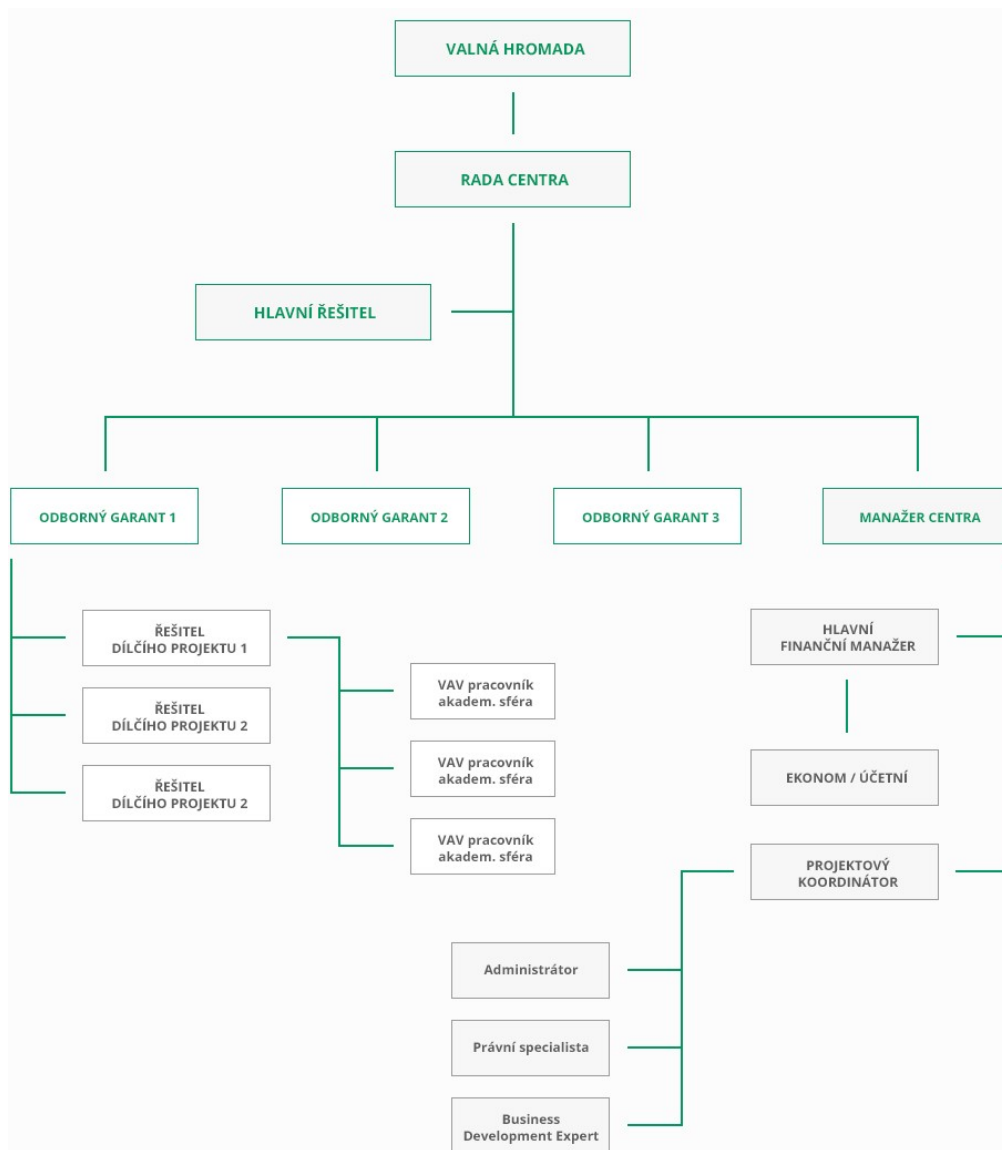 VALNÁ HROMADA
RADA CENTRA
HLAVNÍ ŘEŠITEL
ODBORNÝ GARANT 1
ODBORNÝ GARANT 2
ODBORNÝ GARANT 3
MANAŽER CENTRA
ŘEŠITEL
DÍLČÍHO PROJEKTU 1
ŘEŠITEL
DÍLČÍHO PROJEKTU 2
ŘEŠITEL
DÍLČÍHO PROJEKTU 2
VAV pracovník
akadem. sféra
VAV pracovník
akadem. sféra
VAV pracovník
akadem. sféra
HLAVNÍ
FINANČNÍ MANAŽER
EKONOM / ÚČETNÍ
PROJEKTOVÝ
KOORDINÁTOR
Administrátor
Právní specialista
Business
Development Expert